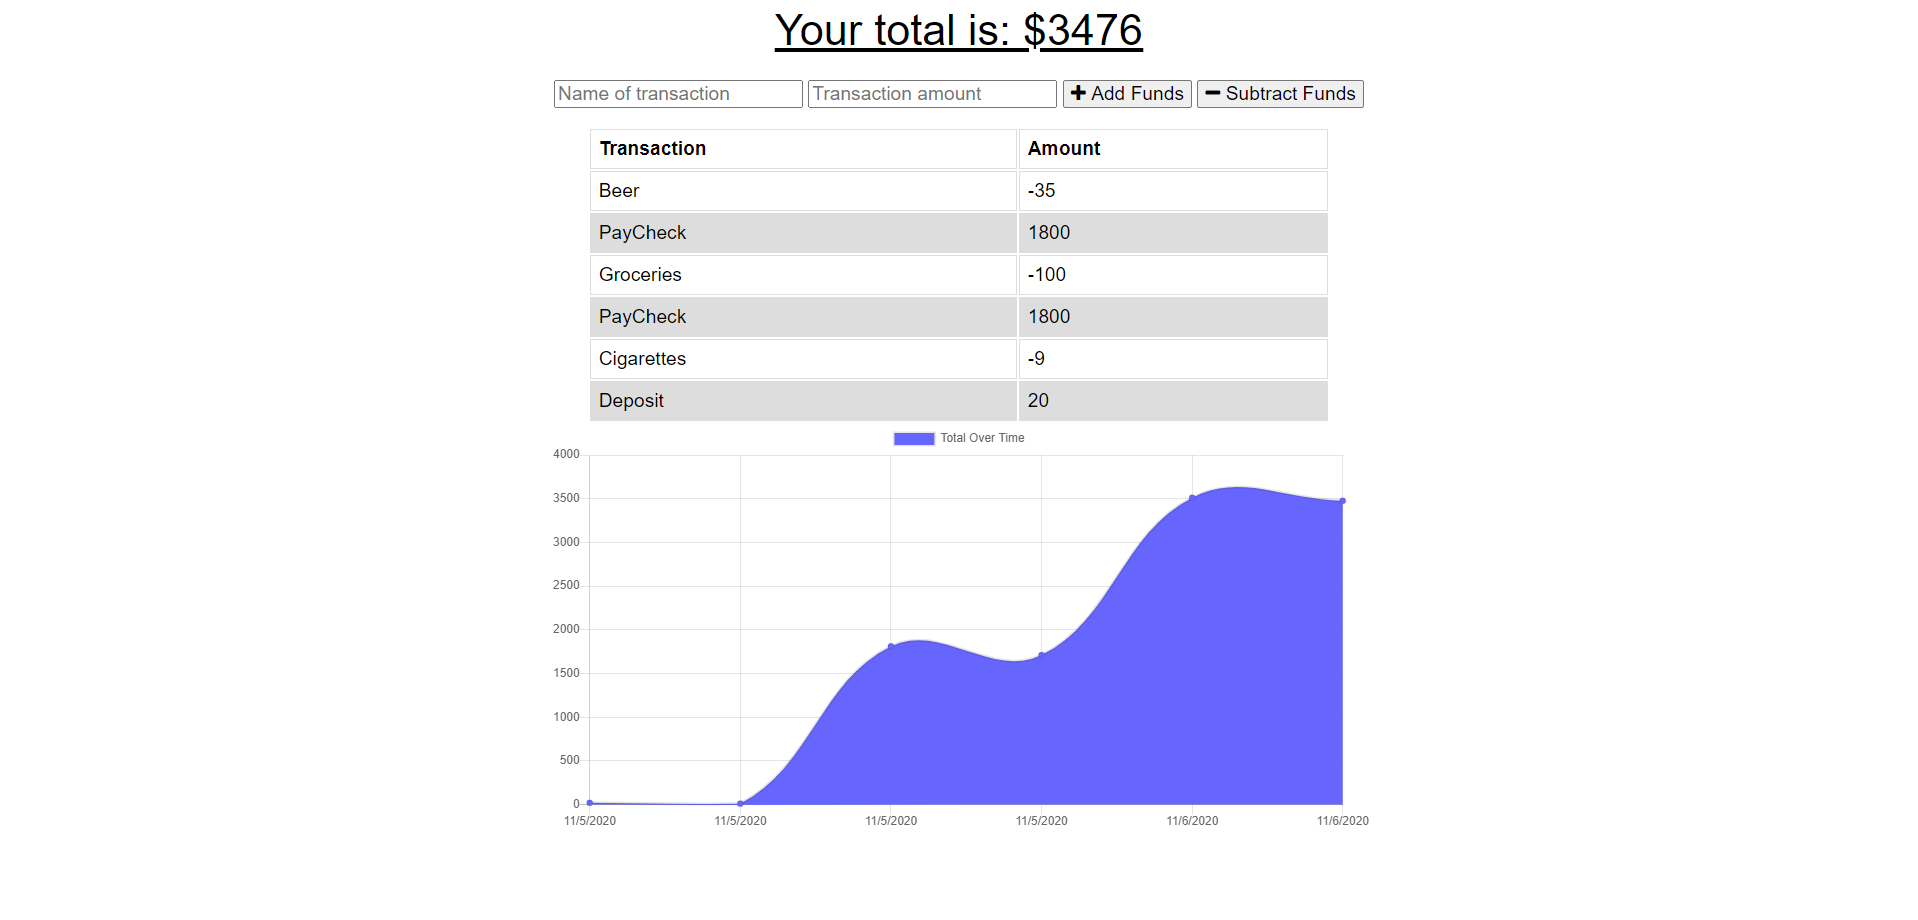 Your total is: $3476
Name of transaction Transaction amount Add Funds Subtract Funds
Transaction Amount
Beer -35
PayCheck 1800
Groceries -100
PayCheck 1800
Cigarettes -9
Deposit 20
Total Over Time
4000
3500
3000
2500
2000
1500
1000
500
0
11/5/2020 11/5/2020 11/5/2020 11/5/2020 11/6/2020 11/6/2020